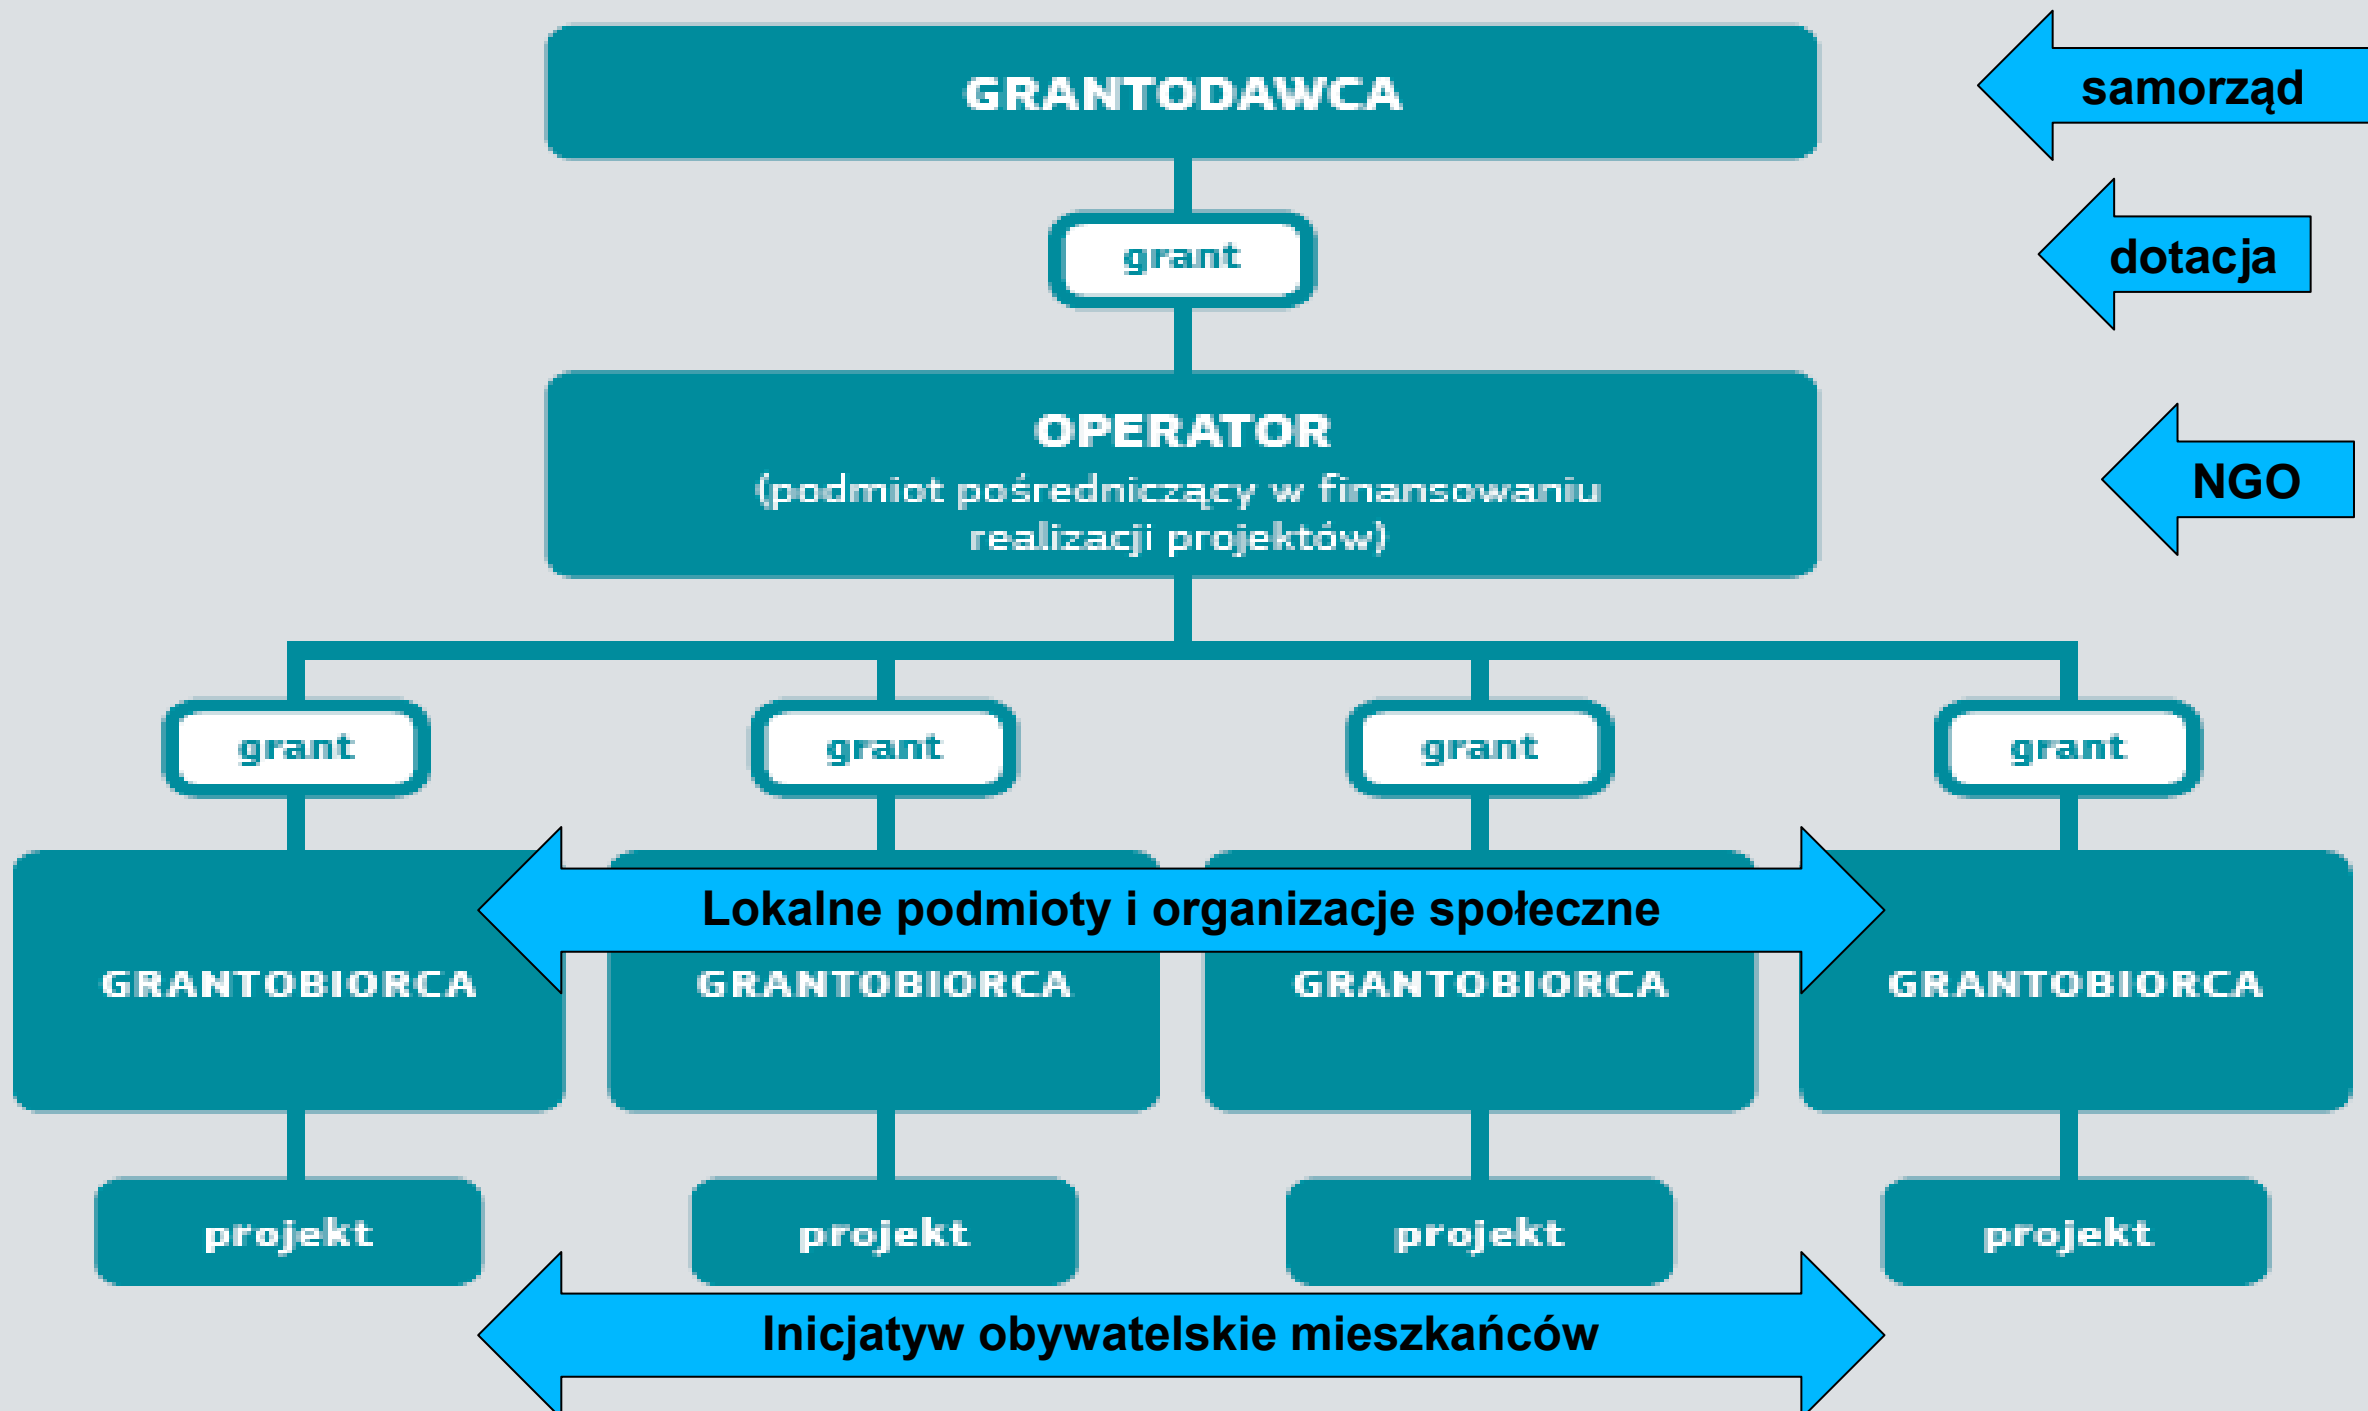 GRANTODAWCA
samorząd
grant
dotacja
OPERATOR
(podmiot pośredniczący w finansowaniu
realizacji projektów)
NGO
grant
grant
grant
grant
Lokalne podmioty i organizacje społeczne
GRANTOBIORCA
GRANTOBIORCA
GRANTOBIORCA
GRANTOBIORCA
projekt
projekt
projekt
projekt
Inicjatyw obywatelskie mieszkańców